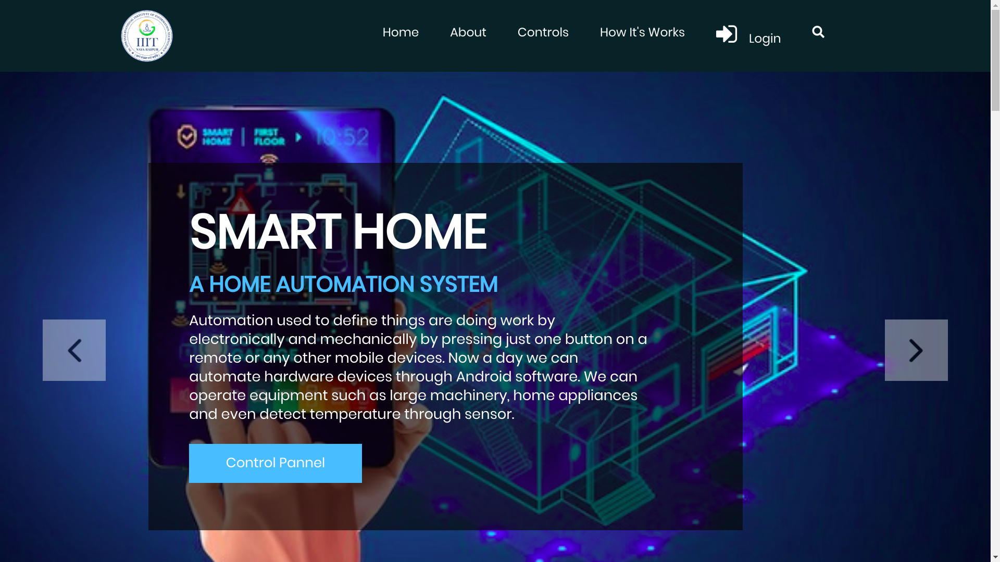 IIIT
NAYA RAIPUR
Home
About
Controls
How It's Works
Login
SMART HOME
FIRST FLOOR
10:52
SMART HOME
A HOME AUTOMATION SYSTEM
Automation used to define things are doing work by
electronically and mechanically by pressing just one button on a
remote or any other mobile devices. Now a day we can
automate hardware devices through Android software. We can
operate equipment such as large machinery, home appliances
and even detect temperature through sensor.
Control Pannel